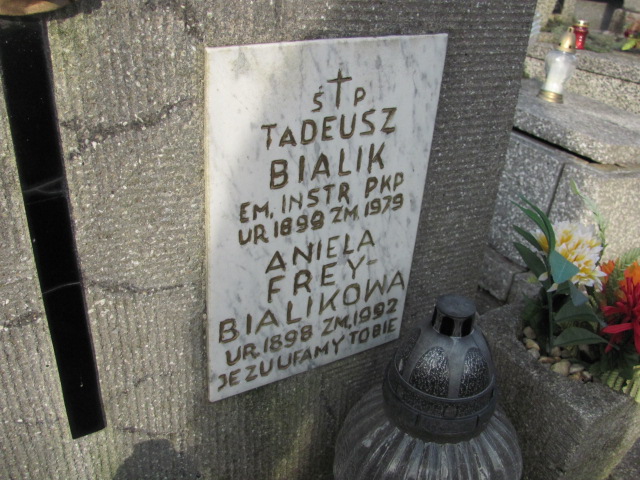 Ś P
TADEUSZ
BIALIK
EM. INSTR PKP
UR. 1899 ZM. 1979
ANIELA
FREY-
BIALIKOWA
UR. 1898 ZM. 1992
JEZU UFAMY TOBIE